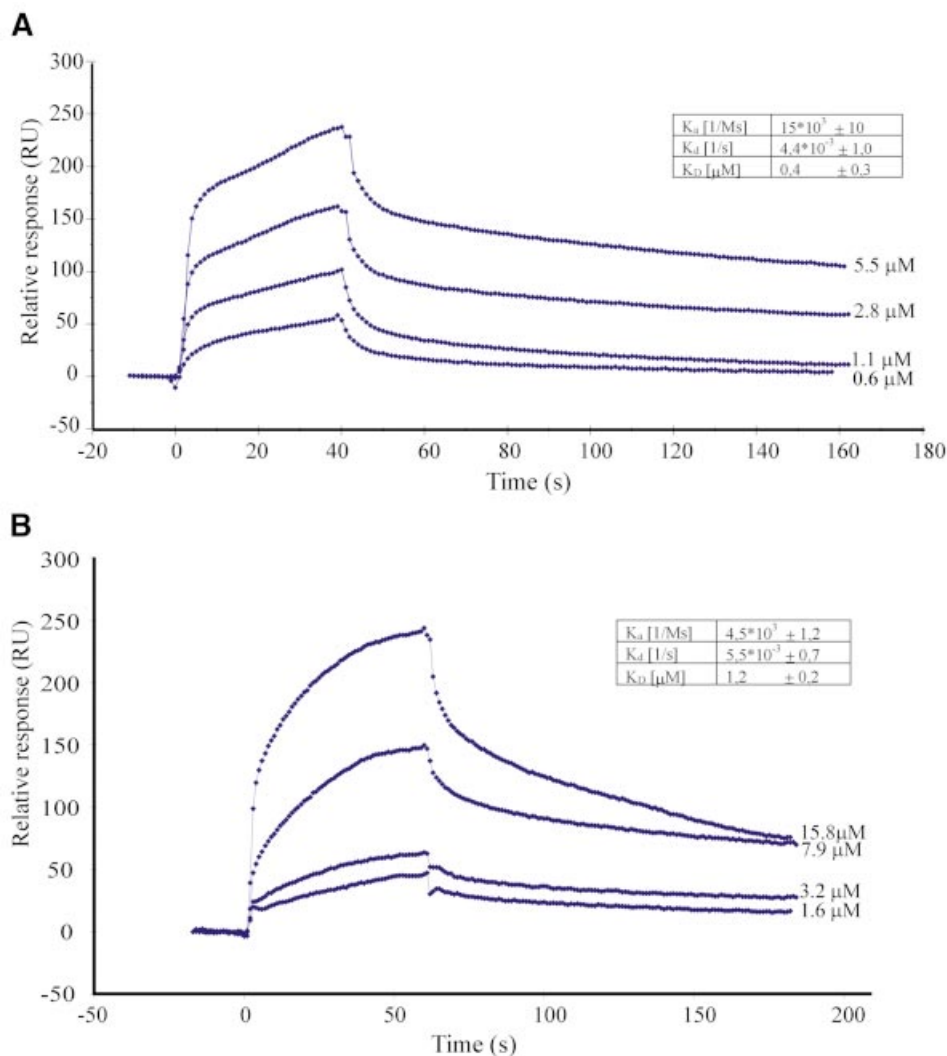 A
300
250
200
150
100
50
0
-50
Relative response (RU)
Kₐ [1/Ms] 15*10³ ± 10
K_d [1/s] 4,4*10⁻³ ± 1,0
K_D [μM] 0,4 ± 0,3
5.5 μM
2.8 μM
1.1 μM
0.6 μM
-20 0 20 40 60 80 100 120 140 160 180
Time (s)
B
300
250
200
150
100
50
0
-50
Relative response (RU)
Kₐ [1/Ms] 4,5*10³ ± 1,2
K_d [1/s] 5,5*10⁻³ ± 0,7
K_D [μM] 1,2 ± 0,2
15.8μM
7.9 μM
3.2 μM
1.6 μM
-50 0 50 100 150 200
Time (s)